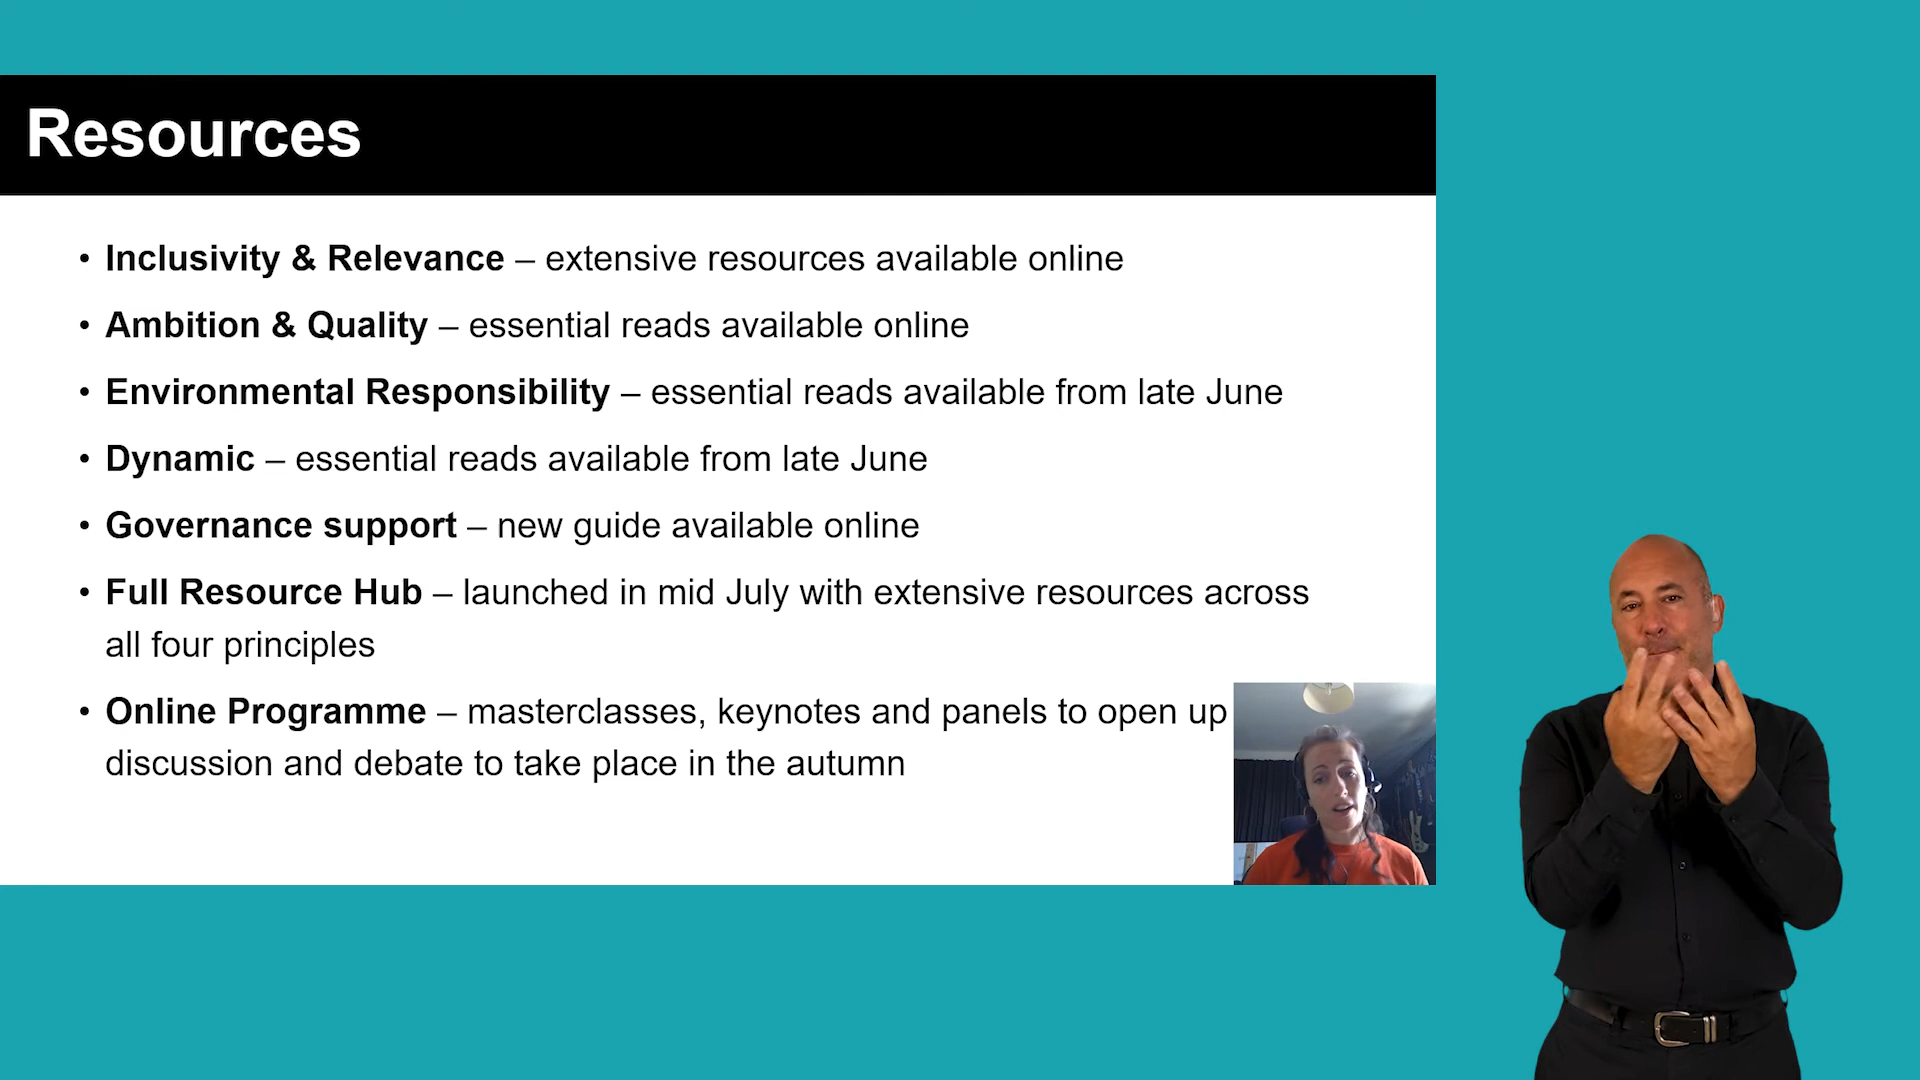 Resources
• Inclusivity & Relevance – extensive resources available online
• Ambition & Quality – essential reads available online
• Environmental Responsibility – essential reads available from late June
• Dynamic – essential reads available from late June
• Governance support – new guide available online
• Full Resource Hub – launched in mid July with extensive resources across
all four principles
• Online Programme – masterclasses, keynotes and panels to open up
discussion and debate to take place in the autumn